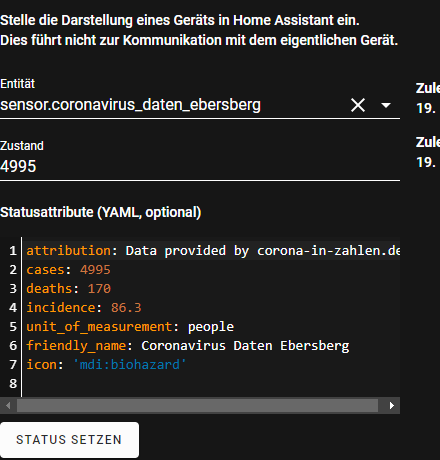 Stelle die Darstellung eines Geräts in Home Assistant ein.
Dies führt nicht zur Kommunikation mit dem eigentlichen Gerät.
Entität
sensor.coronavirus_daten_ebersberg
Zule
19.
Zustand
4995
Zule
19.
Statusattribute (YAML, optional)
1 attribution: Data provided by corona-in-zahlen.de
2 cases: 4995
3 deaths: 170
4 incidence: 86.3
5 unit_of_measurement: people
6 friendly_name: Coronavirus Daten Ebersberg
7 icon: 'mdi:biohazard'
8
STATUS SETZEN